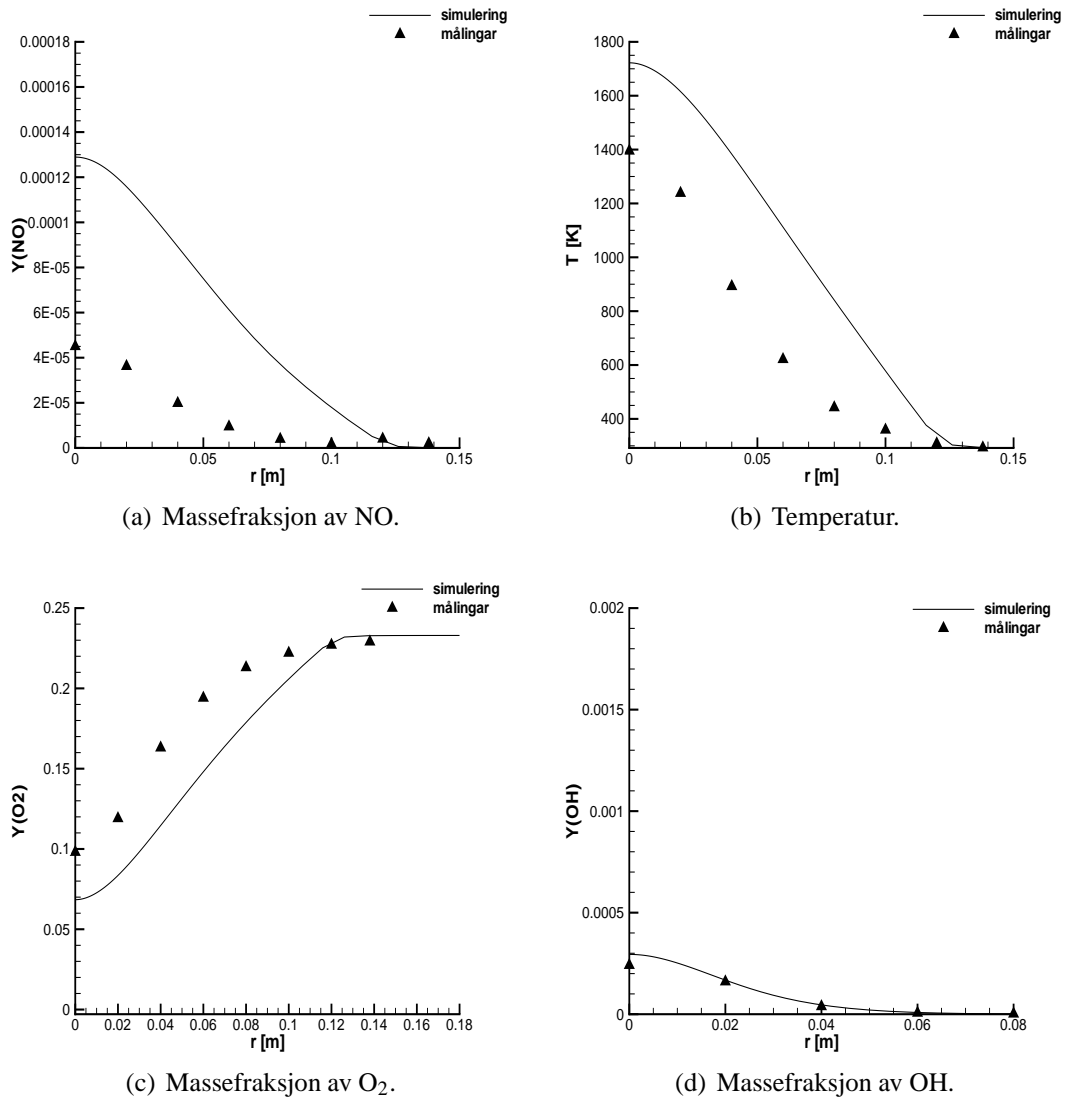 simulering
målingar
0.00018
0.00016
0.00014
0.00012
0.0001
8E-05
6E-05
4E-05
2E-05
0
Y(NO)
0 0.05 0.1 0.15
r [m]
(a) Massefraksjon av NO.
simulering
målingar
1800
1600
1400
1200
1000
800
600
400
T [K]
0 0.05 0.1 0.15
r [m]
(b) Temperatur.
simulering
målingar
0.25
0.2
0.15
0.1
0.05
0
Y(O2)
0 0.02 0.04 0.06 0.08 0.1 0.12 0.14 0.16 0.18
r [m]
(c) Massefraksjon av O₂.
simulering
målingar
0.002
0.0015
0.001
0.0005
0
Y(OH)
0 0.02 0.04 0.06 0.08
r [m]
(d) Massefraksjon av OH.